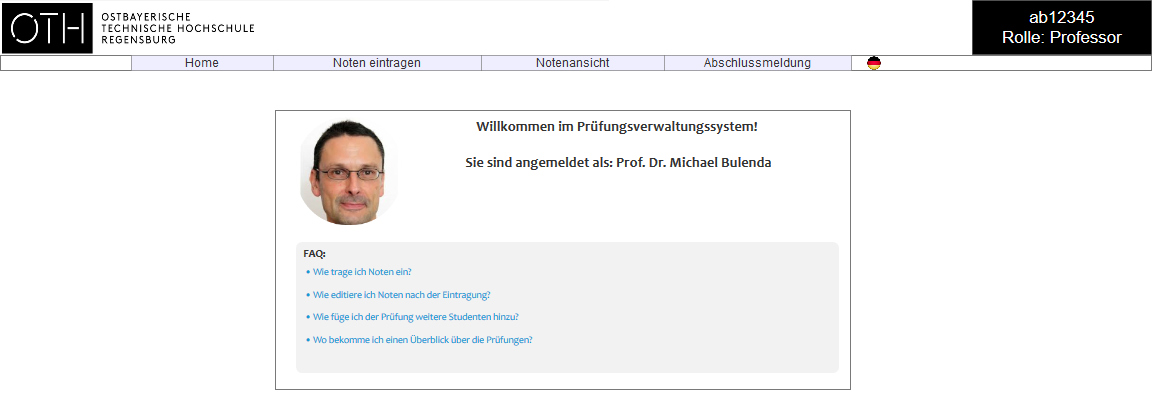 OTH
OSTBAYERISCHE
TECHNISCHE HOCHSCHULE
REGENSBURG
ab12345
Rolle: Professor
Home Noten eintragen Notenansicht Abschlussmeldung
Willkommen im Prüfungsverwaltungssystem!
Sie sind angemeldet als: Prof. Dr. Michael Bulenda
FAQ:
• Wie trage ich Noten ein?
• Wie editiere ich Noten nach der Eintragung?
• Wie füge ich der Prüfung weitere Studenten hinzu?
• Wo bekomme ich einen Überblick über die Prüfungen?